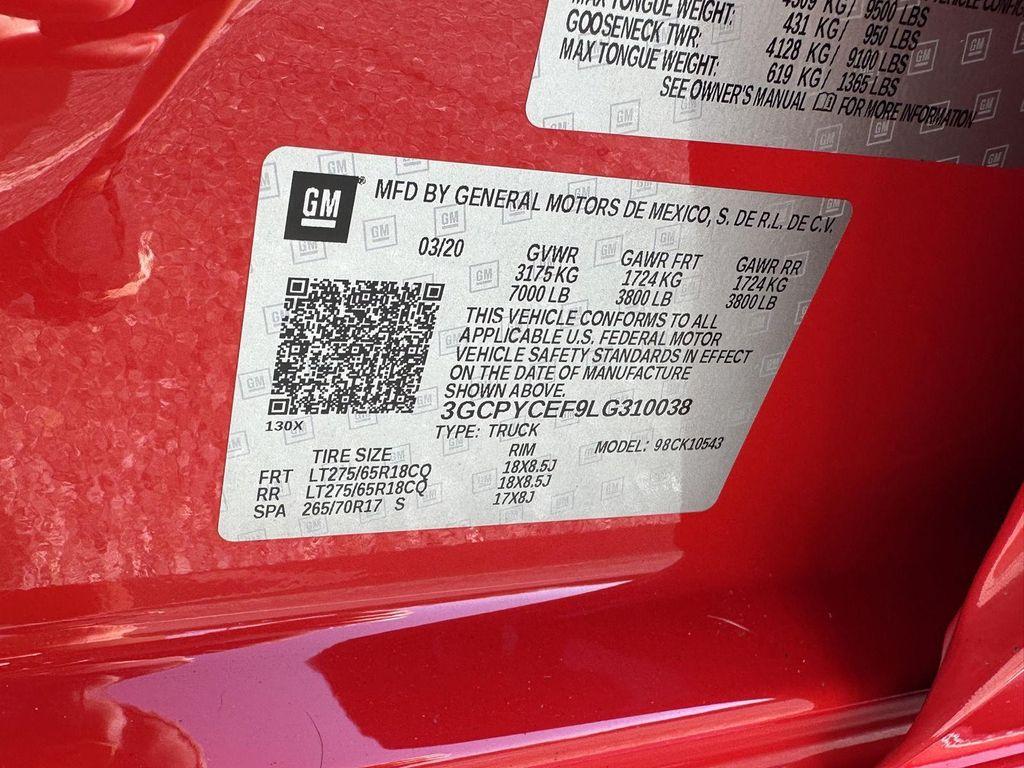 MAX TONGUE WEIGHT: 4309 KG/ 9500 LBS
GOOSENECK TWR: 431 KG/ 950 LBS
MAX TONGUE WEIGHT: 4128 KG/ 9100 LBS
619 KG/ 1365 LBS
SEE OWNER'S MANUAL FOR MORE INFORMATION
GM® MFD BY GENERAL MOTORS DE MEXICO, S. DE R.L. DE C.V.
03/20 GVWR GAWR FRT GAWR RR
3175 KG 1724 KG 1724 KG
7000 LB 3800 LB 3800 LB
THIS VEHICLE CONFORMS TO ALL
APPLICABLE U.S. FEDERAL MOTOR
VEHICLE SAFETY STANDARDS IN EFFECT
ON THE DATE OF MANUFACTURE
SHOWN ABOVE.
130X 3GCPYCEF9LG310038
TYPE: TRUCK MODEL: 98CK10543
TIRE SIZE RIM
FRT LT275/65R18CQ 18X8.5J
RR LT275/65R18CQ 18X8.5J
SPA 265/70R17 S 17X8J